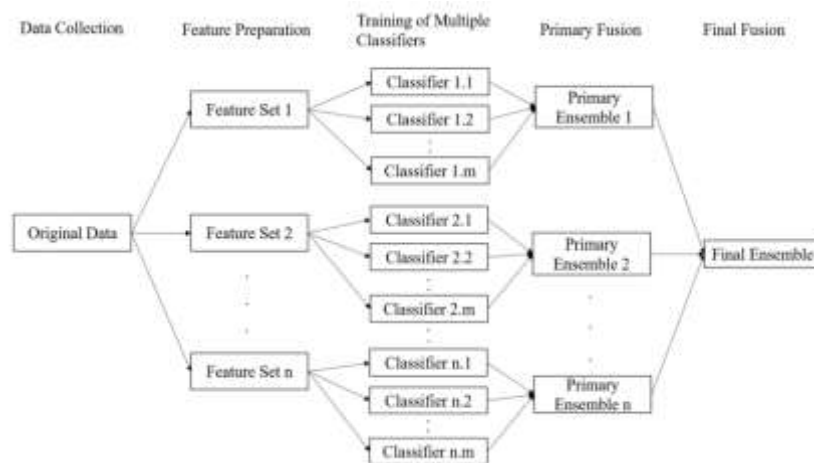 Data Collection
Feature Preparation
Training of Multiple
Classifiers
Primary Fusion
Final Fusion
Original Data
Feature Set 1
Feature Set 2
Feature Set n
Classifier 1.1
Classifier 1.2
Classifier 1.m
Classifier 2.1
Classifier 2.2
Classifier 2.m
Classifier n.1
Classifier n.2
Classifier n.m
Primary
Ensemble 1
Primary
Ensemble 2
Primary
Ensemble n
Final Ensemble